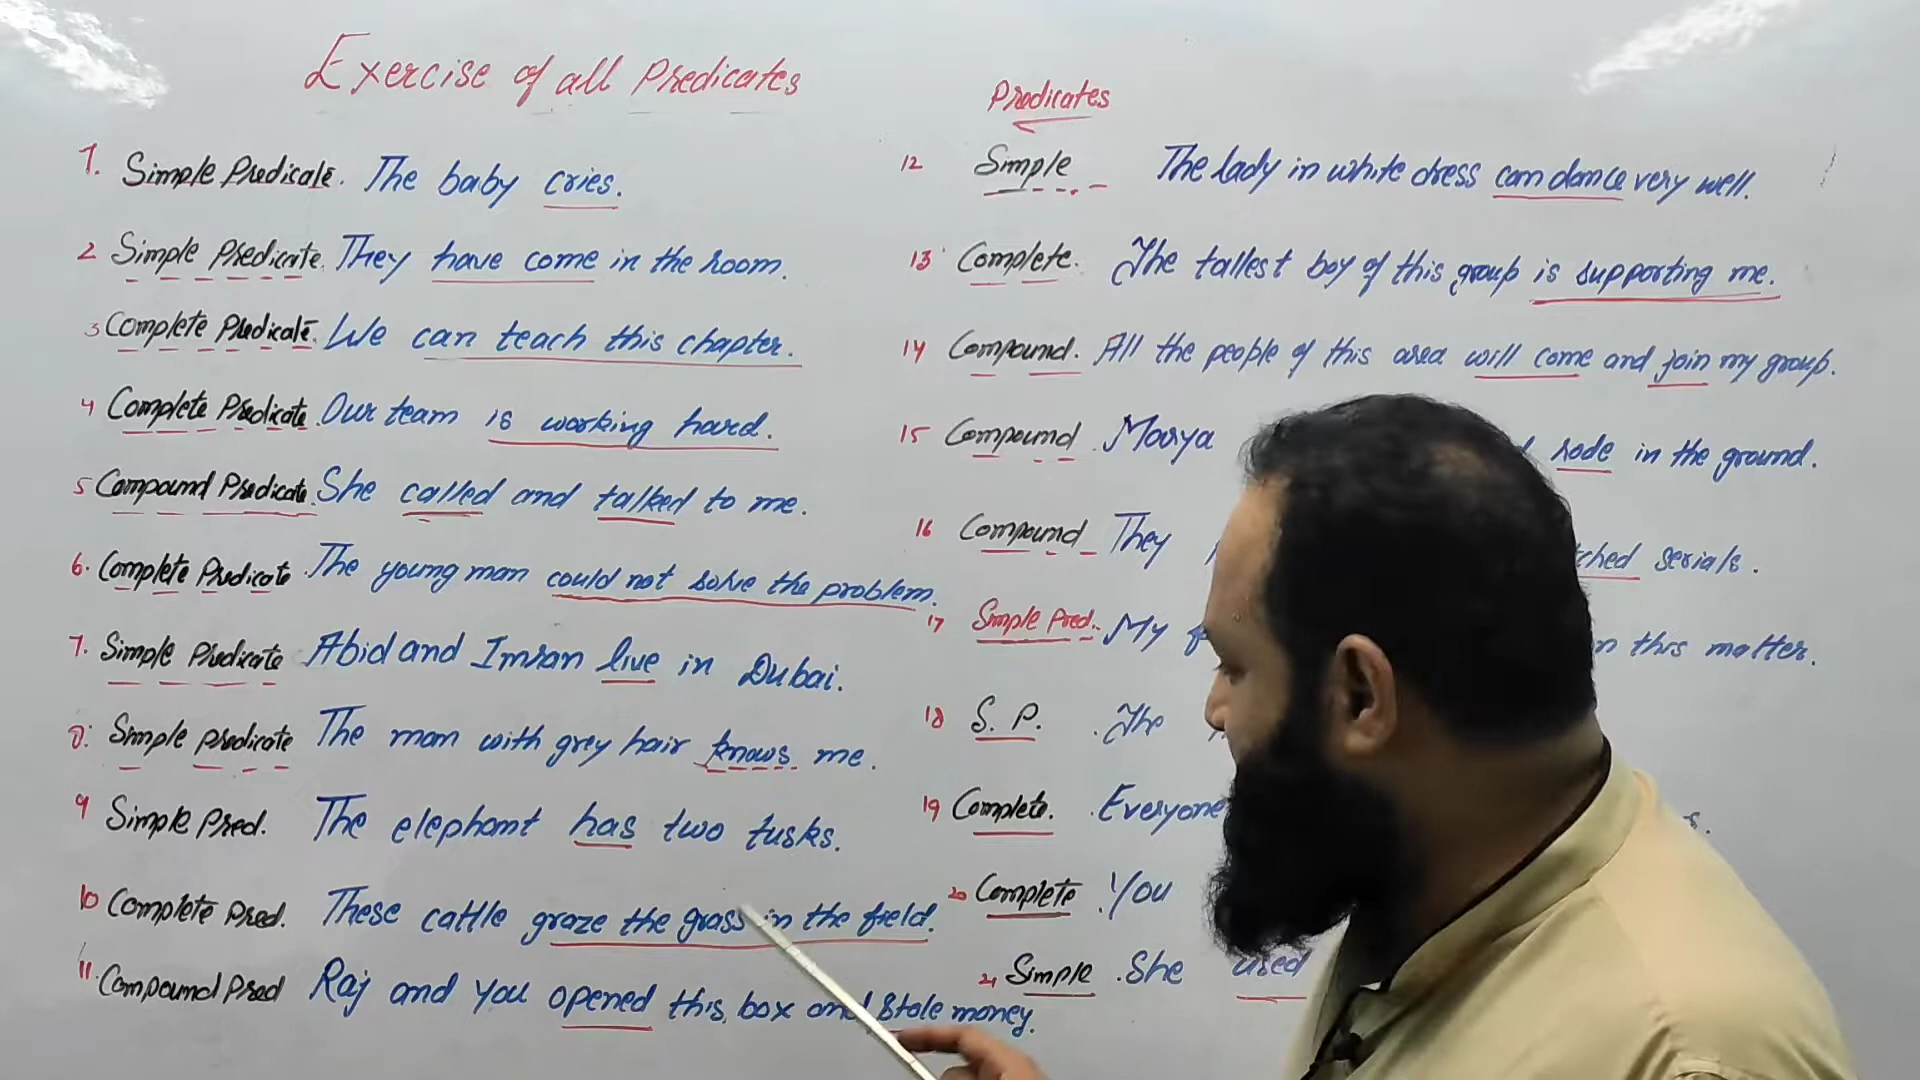 Exercise of all Predicates
1. Simple Predicate. The baby cries.
2 Simple Predicate. They have come in the room.
3 Complete Predicate. We can teach this chapter.
4 Complete Predicate. Our team is working hard.
5 Compound Predicate. She called and talked to me.
6. Complete Predicate. The young man could not solve the problem.
7. Simple Predicate Abid and Imran live in Dubai.
8. Simple predicate The man with grey hair knows me.
9 Simple Pred. The elephant has two tusks.
10 Complete Pred. These cattle graze the grass in the field.
11. Compound Pred Raj and you opened this box and stole money.
Predicates
12 Simple The lady in white dress can dance very well.
13 Complete. The tallest boy of this group is supporting me.
14 Compound. All the people of this area will come and join my group.
15 Compound. Marya rode in the ground.
16 Compound They serials.
17 Simple Pred. My this matter.
18 S. P. The
19 Complete. Everyone
20 Complete. You
21 Simple. She used